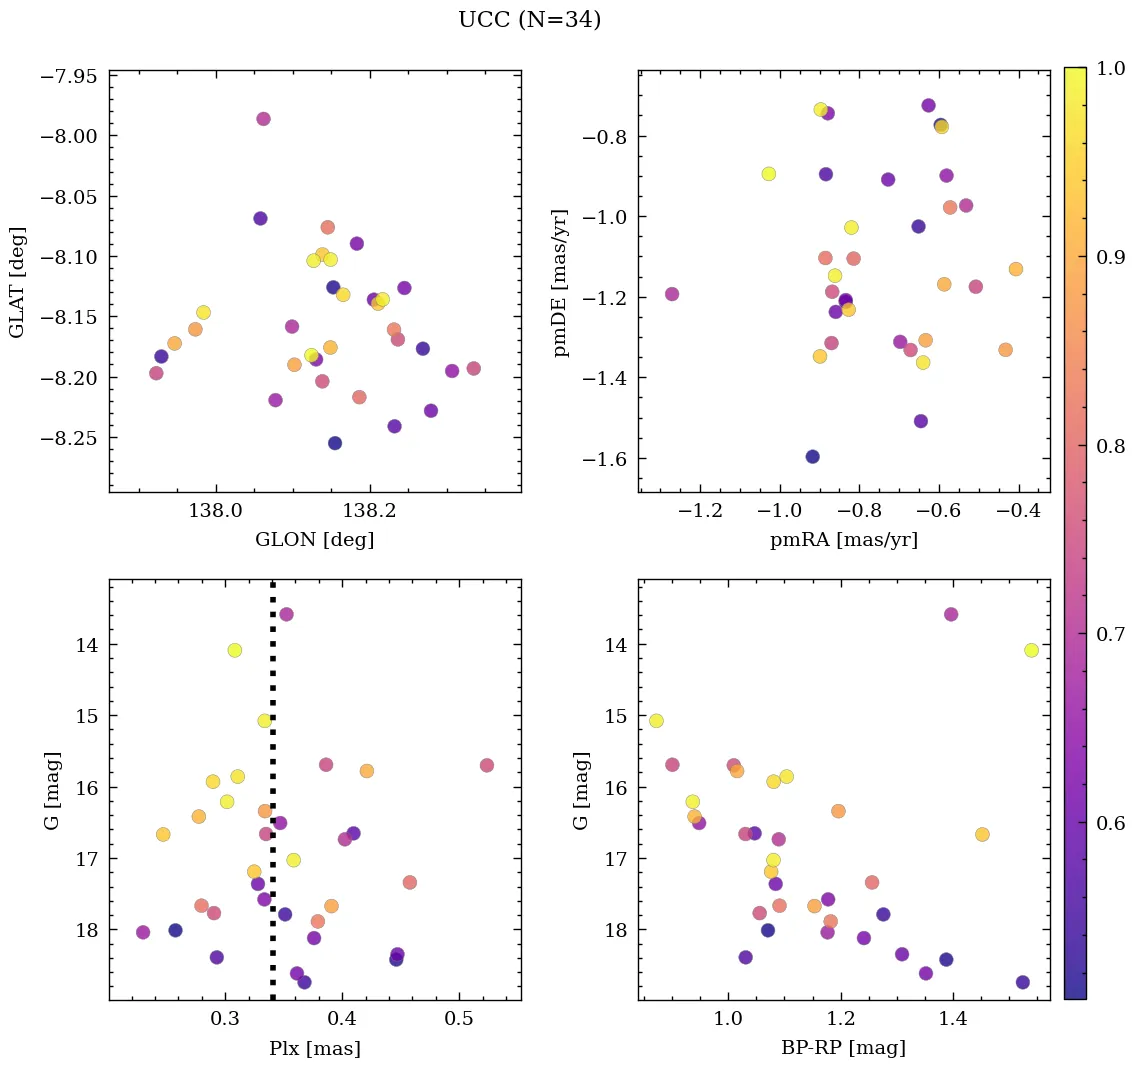 UCC (N=34)
−7.95
−8.00
−8.05
−8.10
−8.15
−8.20
−8.25
GLAT [deg]
138.0 138.2
GLON [deg]
−0.8
−1.0
−1.2
−1.4
−1.6
pmDE [mas/yr]
−1.2 −1.0 −0.8 −0.6 −0.4
pmRA [mas/yr]
14
15
16
17
18
G [mag]
0.3 0.4 0.5
Plx [mas]
14
15
16
17
18
G [mag]
1.0 1.2 1.4
BP-RP [mag]
1.0
0.9
0.8
0.7
0.6